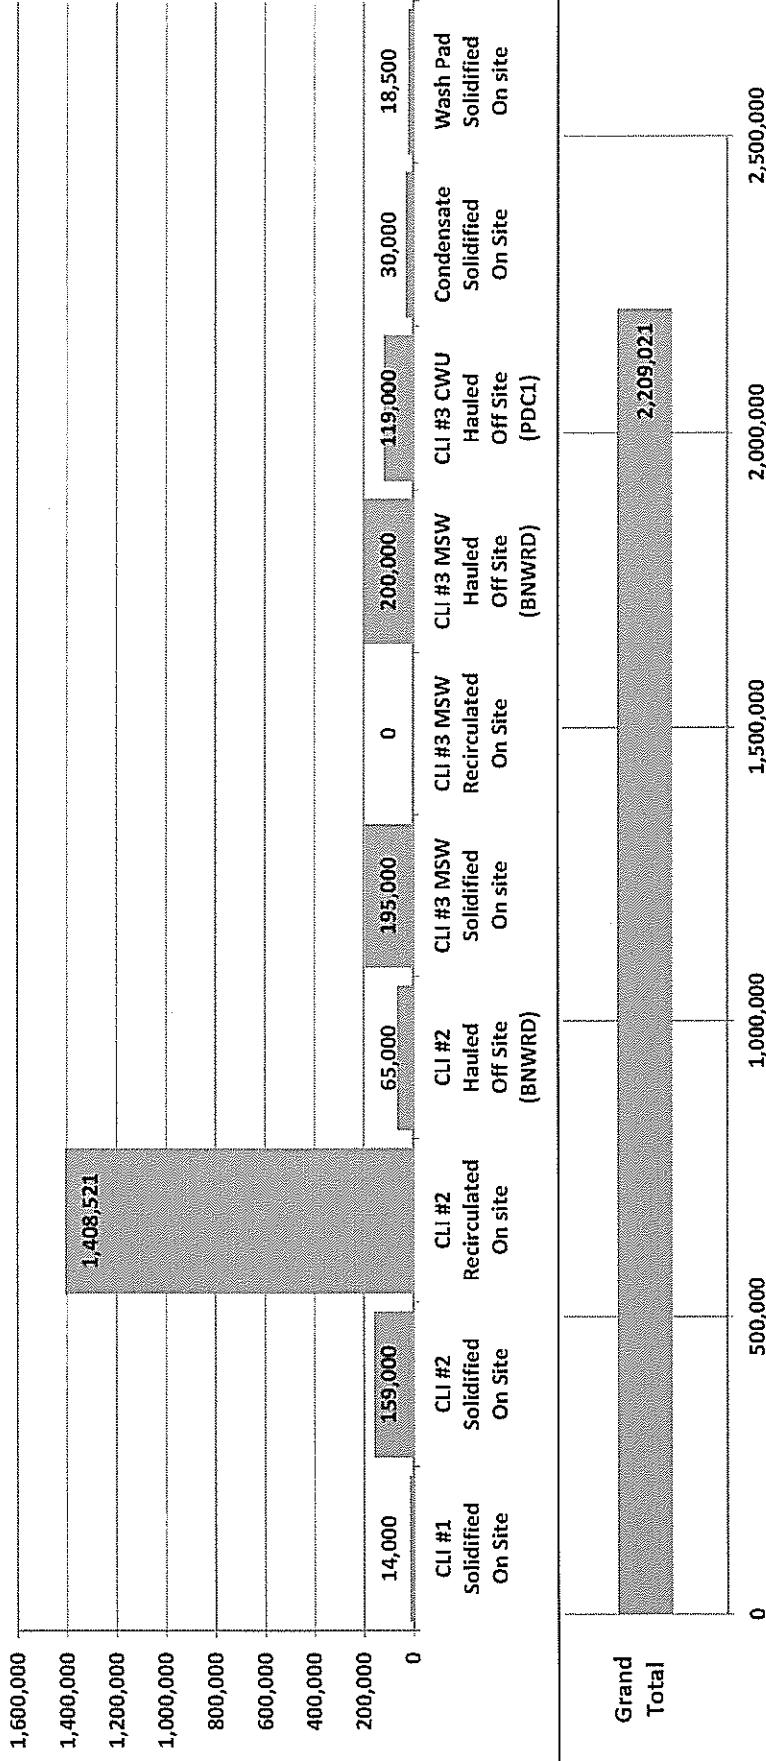 1,600,000
1,400,000
1,200,000
1,000,000
800,000
600,000
400,000
200,000
0
14,000
159,000
1,408,521
65,000
195,000
0
200,000
119,000
30,000
18,500
CLI #1
Solidified
On Site
CLI #2
Solidified
On Site
CLI #2
Recirculated
On site
CLI #2
Hauled
Off Site
(BNWRD)
CLI #3 MSW
Solidified
On site
CLI #3 MSW
Recirculated
On Site
CLI #3 MSW
Hauled
Off Site
(BNWRD)
CLI #3 CWU
Hauled
Off Site
(PDC1)
Condensate
Solidified
On Site
Wash Pad
Solidified
On site
Grand
Total
2,209,021
0
500,000
1,000,000
1,500,000
2,000,000
2,500,000